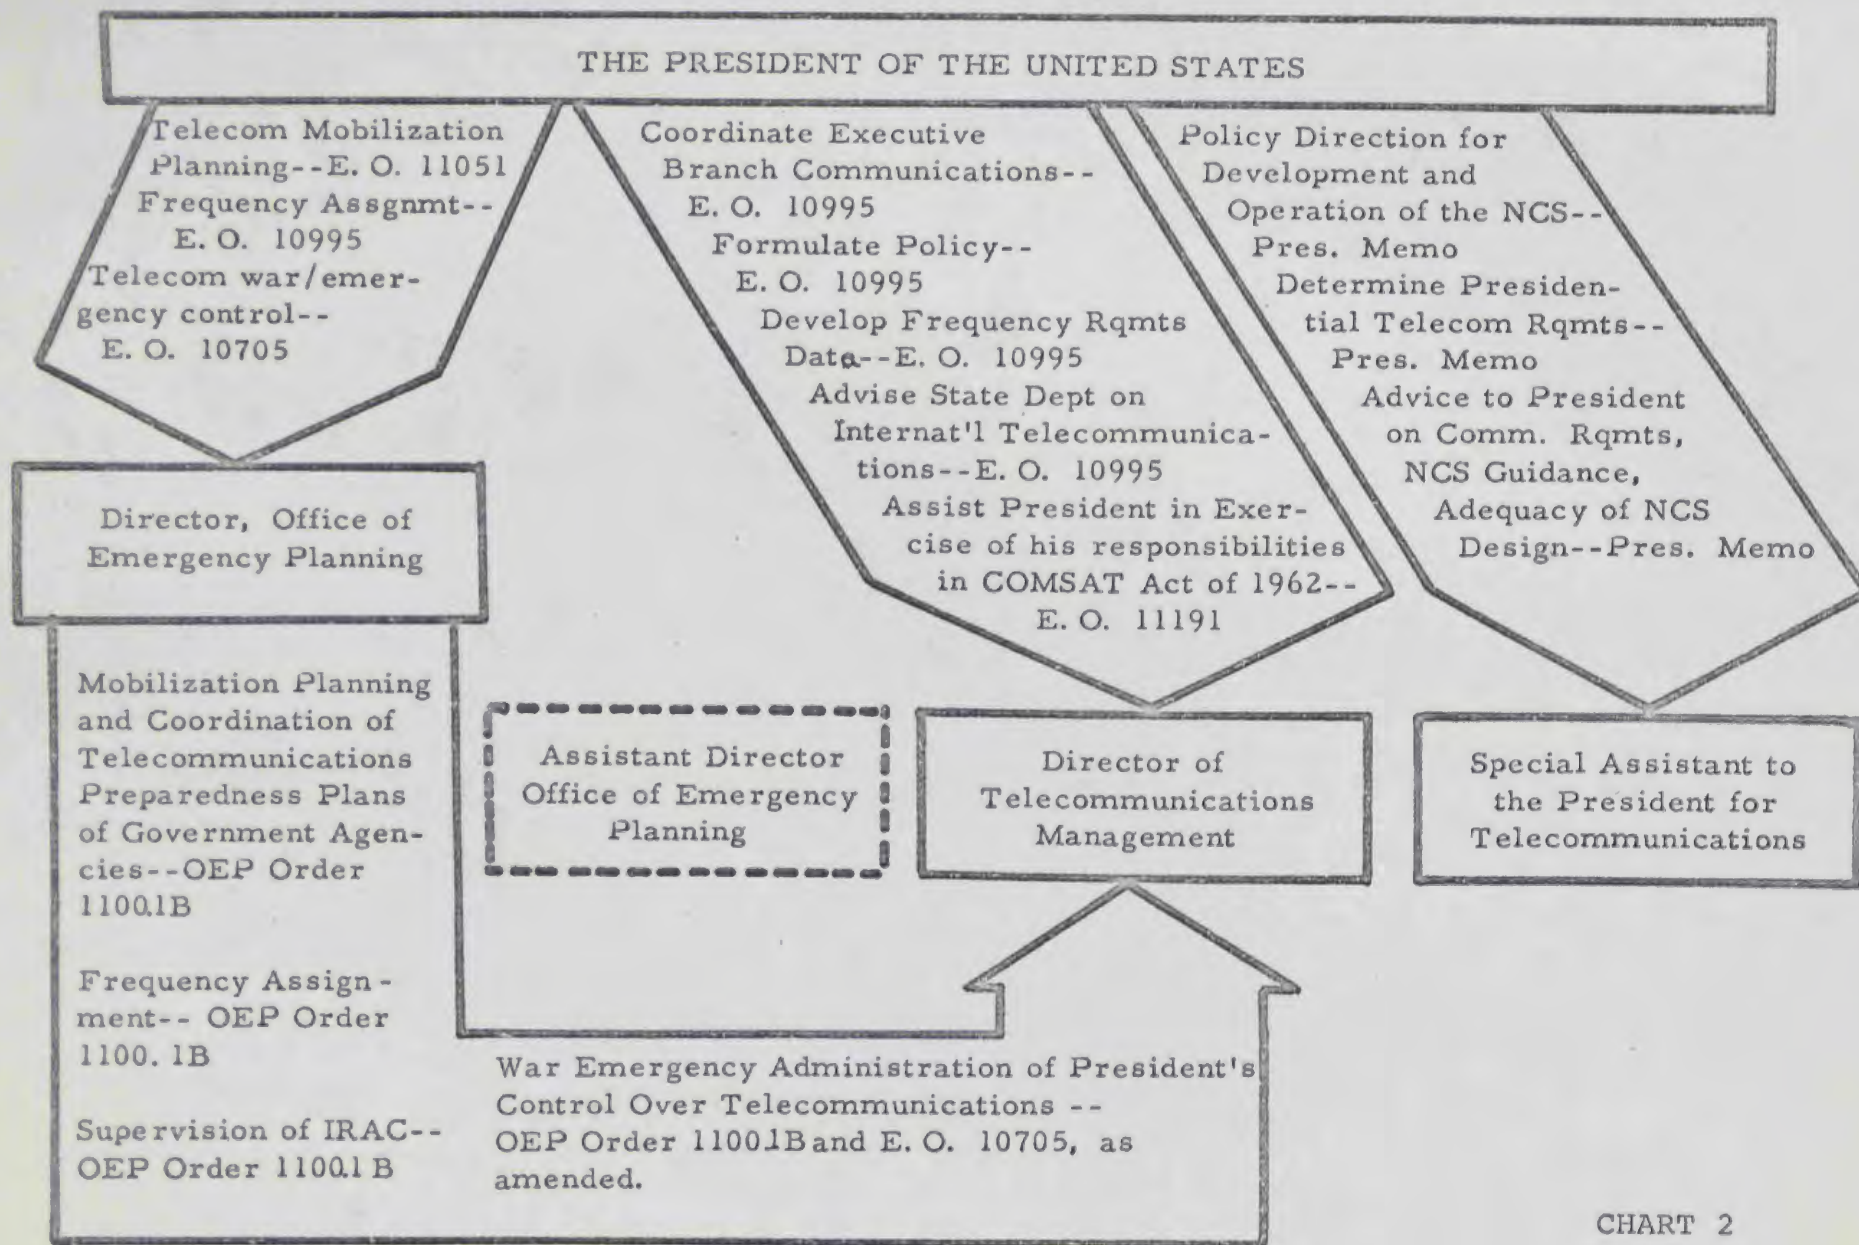 THE PRESIDENT OF THE UNITED STATES
Telecom Mobilization
Planning--E. O. 11051
Frequency Assgnmt--
E. O. 10995
Telecom war/emer-
gency control--
E. O. 10705
Coordinate Executive
Branch Communications--
E. O. 10995
Formulate Policy--
E. O. 10995
Develop Frequency Rqmts
Data--E. O. 10995
Advise State Dept on
Internat'l Telecommunica-
tions--E. O. 10995
Assist President in Exer-
cise of his responsibilities
in COMSAT Act of 1962--
E. O. 11191
Policy Direction for
Development and
Operation of the NCS--
Pres. Memo
Determine Presiden-
tial Telecom Rqmts--
Pres. Memo
Advice to President
on Comm. Rqmts,
NCS Guidance,
Adequacy of NCS
Design--Pres. Memo
Director, Office of
Emergency Planning
Mobilization Planning
and Coordination of
Telecommunications
Preparedness Plans
of Government Agen-
cies--OEP Order
1100.1B
Frequency Assign-
ment-- OEP Order
1100. 1B
Supervision of IRAC--
OEP Order 1100.1 B
Assistant Director
Office of Emergency
Planning
Director of
Telecommunications
Management
Special Assistant to
the President for
Telecommunications
War Emergency Administration of President's
Control Over Telecommunications --
OEP Order 1100.1B and E. O. 10705, as
amended.
CHART 2